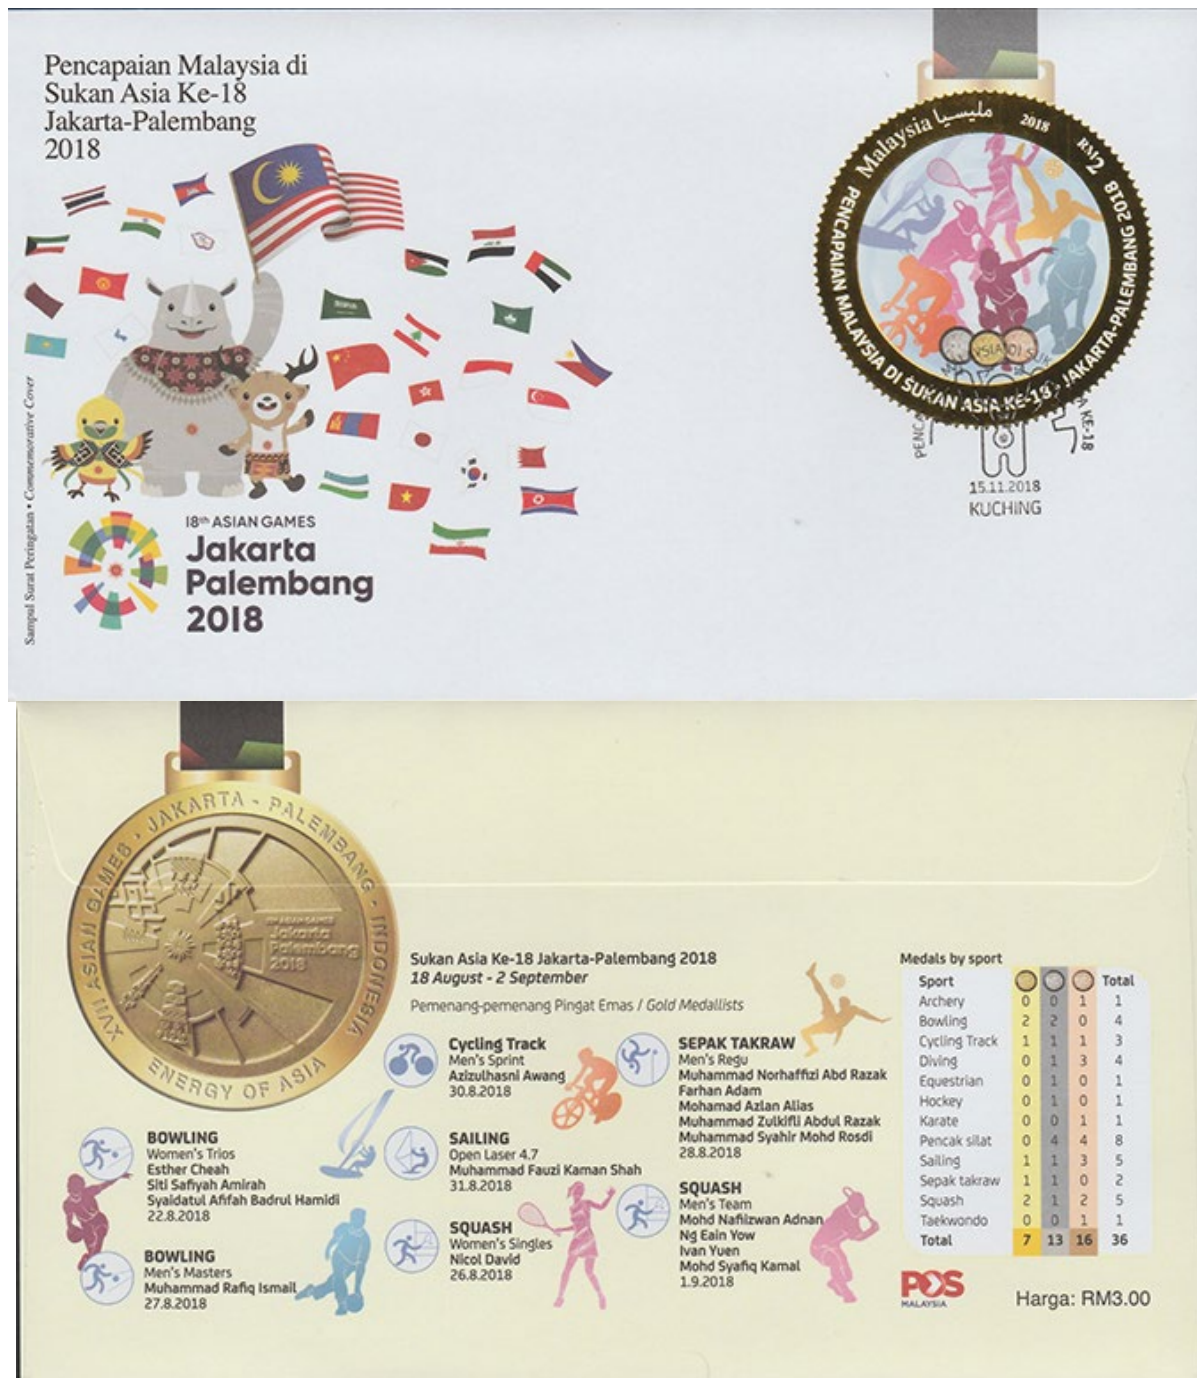 Pencapaian Malaysia di
Sukan Asia Ke-18
Jakarta-Palembang
2018
Sampul Surat Peringatan • Commemorative Cover
18th ASIAN GAMES
Jakarta
Palembang
2018
Malaysia مليسيا 2018 RM2
PENCAPAIAN MALAYSIA DI SUKAN ASIA KE-18, JAKARTA-PALEMBANG 2018
15.11.2018
KUCHING
XVIII ASIAN GAMES • JAKARTA - PALEMBANG - INDONESIA
ENERGY OF ASIA
18th ASIAN GAMES
Jakarta
Palembang
2018
Sukan Asia Ke-18 Jakarta-Palembang 2018
18 August - 2 September
Pemenang-pemenang Pingat Emas / Gold Medallists
BOWLING
Women's Trios
Esther Cheah
Siti Safiyah Amirah
Syaidatul Afifah Badrul Hamidi
22.8.2018
BOWLING
Men's Masters
Muhammad Rafiq Ismail
27.8.2018
Cycling Track
Men's Sprint
Azizulhasni Awang
30.8.2018
SAILING
Open Laser 4.7
Muhammad Fauzi Kaman Shah
31.8.2018
SQUASH
Women's Singles
Nicol David
26.8.2018
SEPAK TAKRAW
Men's Regu
Muhammad Norhaffizi Abd Razak
Farhan Adam
Mohamad Azlan Alias
Muhammad Zulkifli Abdul Razak
Muhammad Syahir Mohd Rosdi
28.8.2018
SQUASH
Men's Team
Mohd Nafiizwan Adnan
Ng Eain Yow
Ivan Yuen
Mohd Syafiq Kamal
1.9.2018
Medals by sport
Sport Total
Archery 0 0 1 1
Bowling 2 2 0 4
Cycling Track 1 1 1 3
Diving 0 1 3 4
Equestrian 0 1 0 1
Hockey 0 1 0 1
Karate 0 0 1 1
Pencak silat 0 4 4 8
Sailing 1 1 3 5
Sepak takraw 1 1 0 2
Squash 2 1 2 5
Taekwondo 0 0 1 1
Total 7 13 16 36
POS
MALAYSIA
Harga: RM3.00